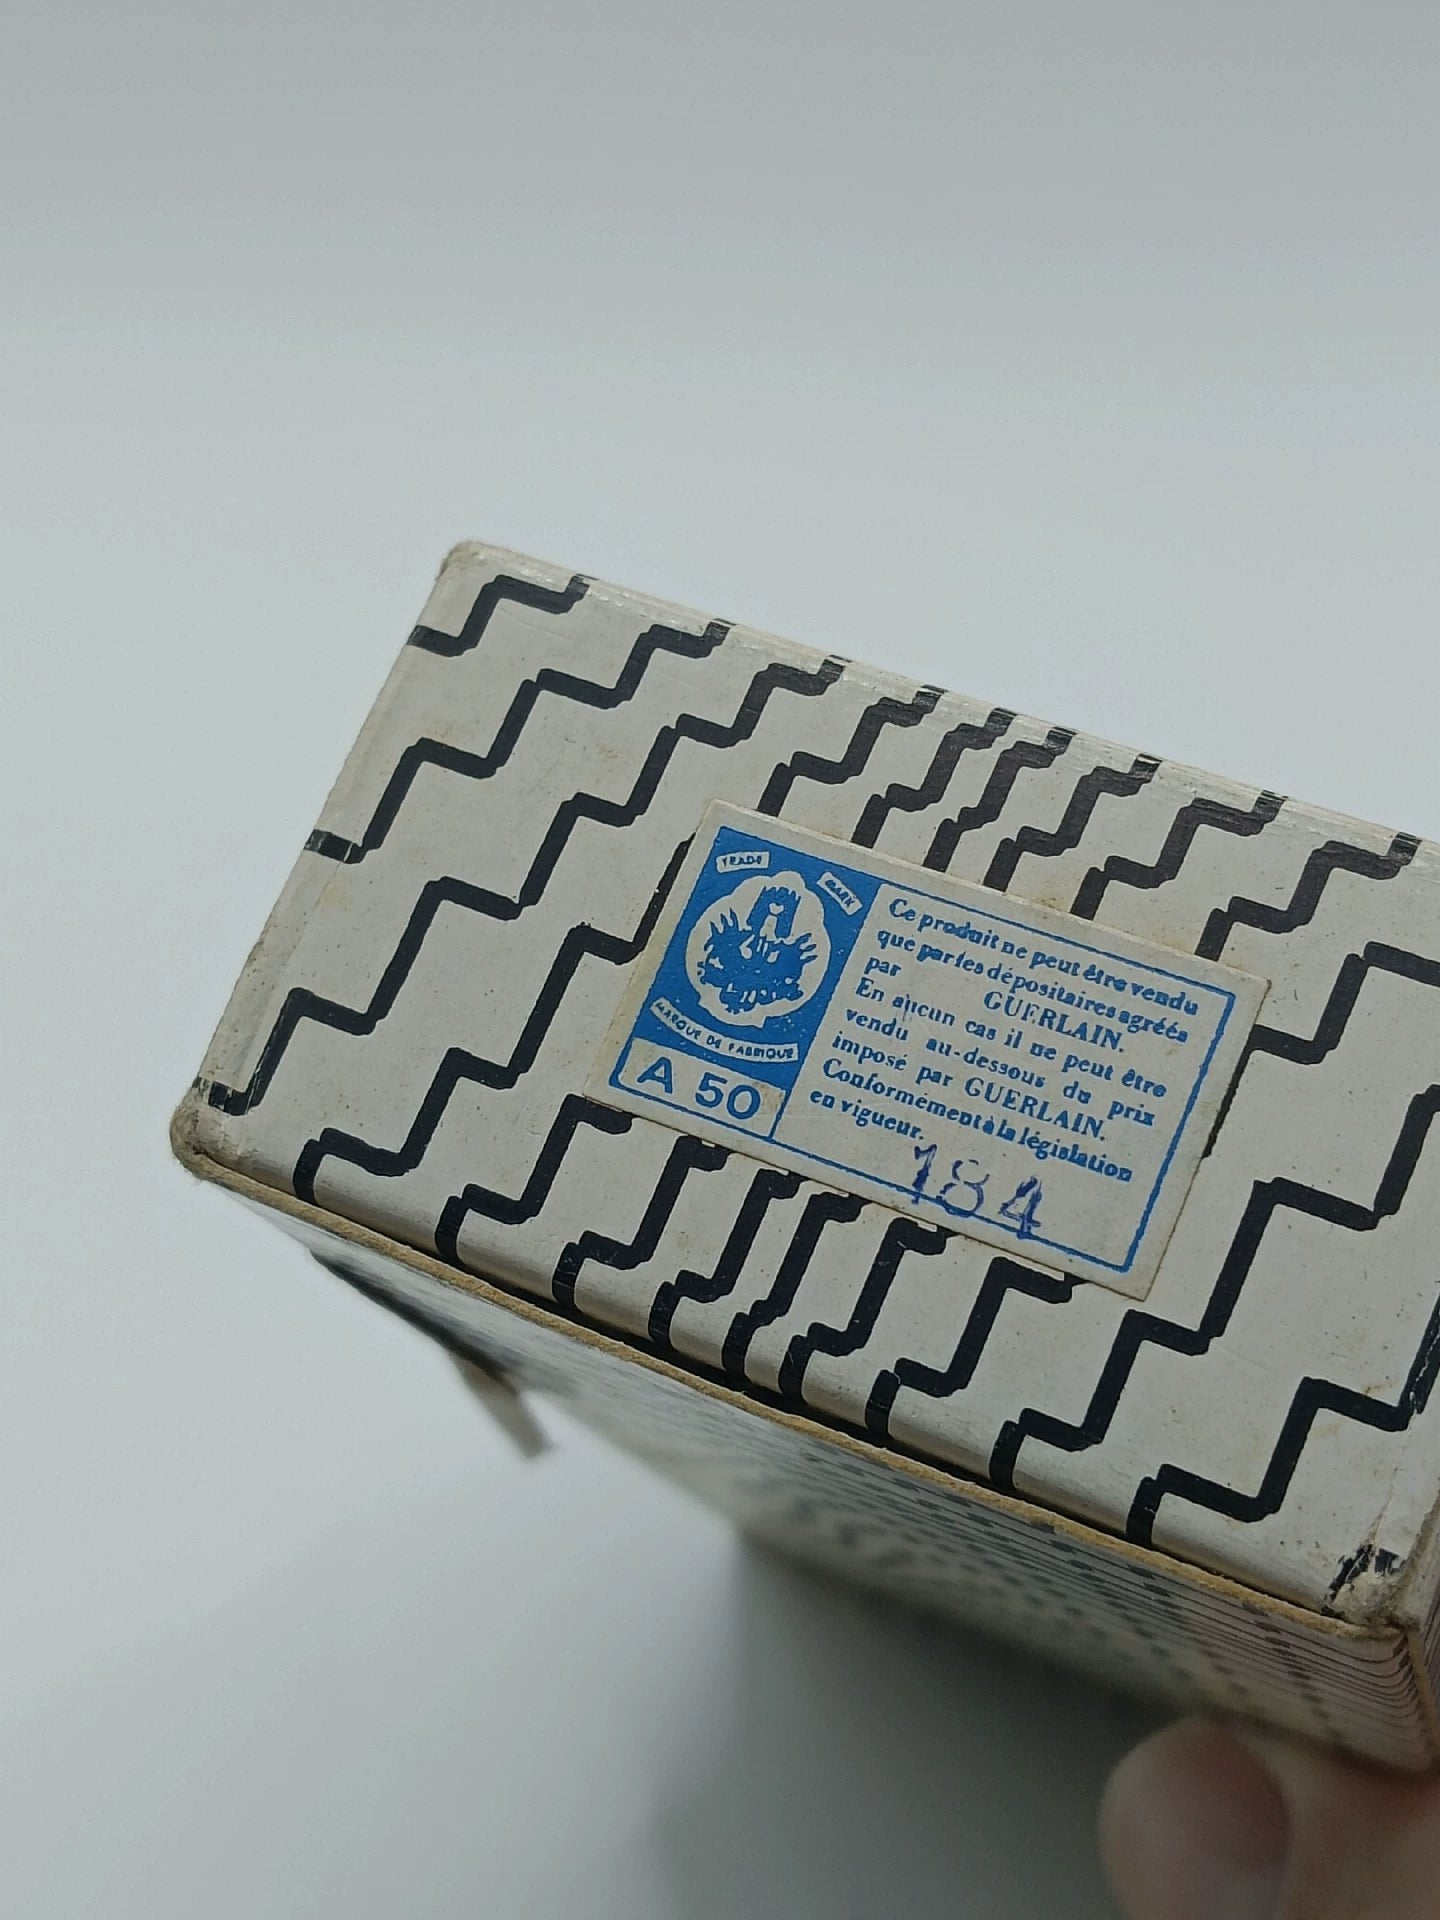 TRADE MARK
MARQUE DE FABRIQUE
A 50
Ce produit ne peut être vendu
que par les dépositaires agréés
par GUERLAIN.
En aucun cas il ne peut être
vendu au-dessous du prix
imposé par GUERLAIN.
Conformément à la législation
en vigueur.
184